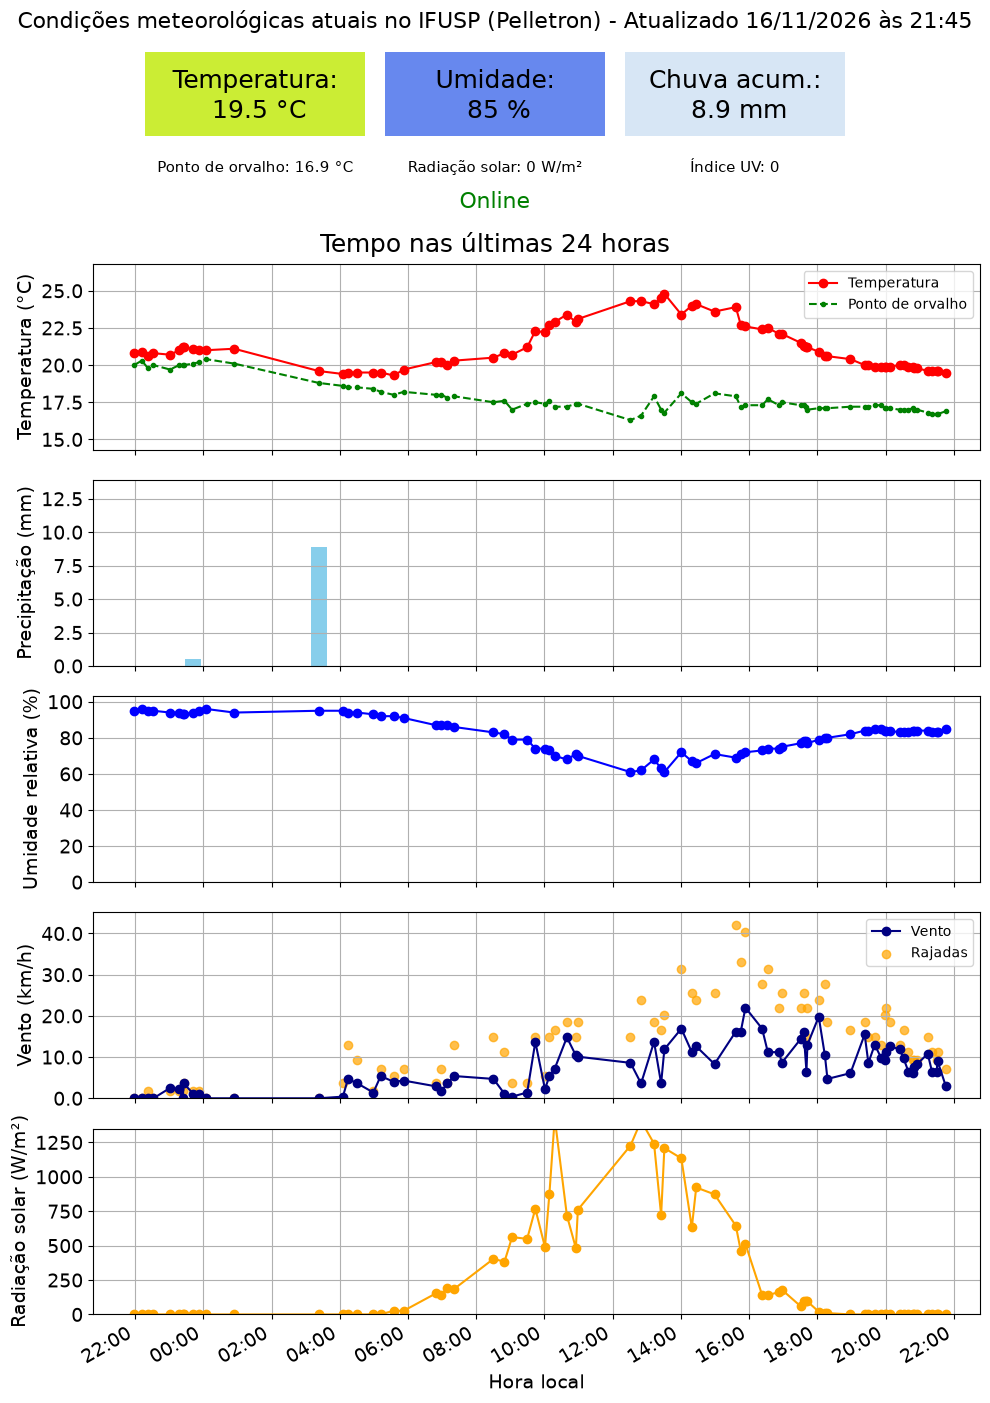 Condições meteorológicas atuais no IFUSP (Pelletron) - Atualizado 16/11/2026 às 21:45
Temperatura:
19.5 °C
Umidade:
85 %
Chuva acum.:
8.9 mm
Ponto de orvalho: 16.9 °C
Radiação solar: 0 W/m²
Índice UV: 0
Online
Tempo nas últimas 24 horas
Temperatura (°C)
25.0
22.5
20.0
17.5
15.0
Temperatura
Ponto de orvalho
Precipitação (mm)
12.5
10.0
7.5
5.0
2.5
0.0
Umidade relativa (%)
100
80
60
40
20
0
Vento (km/h)
40.0
30.0
20.0
10.0
0.0
Vento
Rajadas
Radiação solar (W/m²)
1250
1000
750
500
250
0
22:00 00:00 02:00 04:00 06:00 08:00 10:00 12:00 14:00 16:00 18:00 20:00 22:00
Hora local